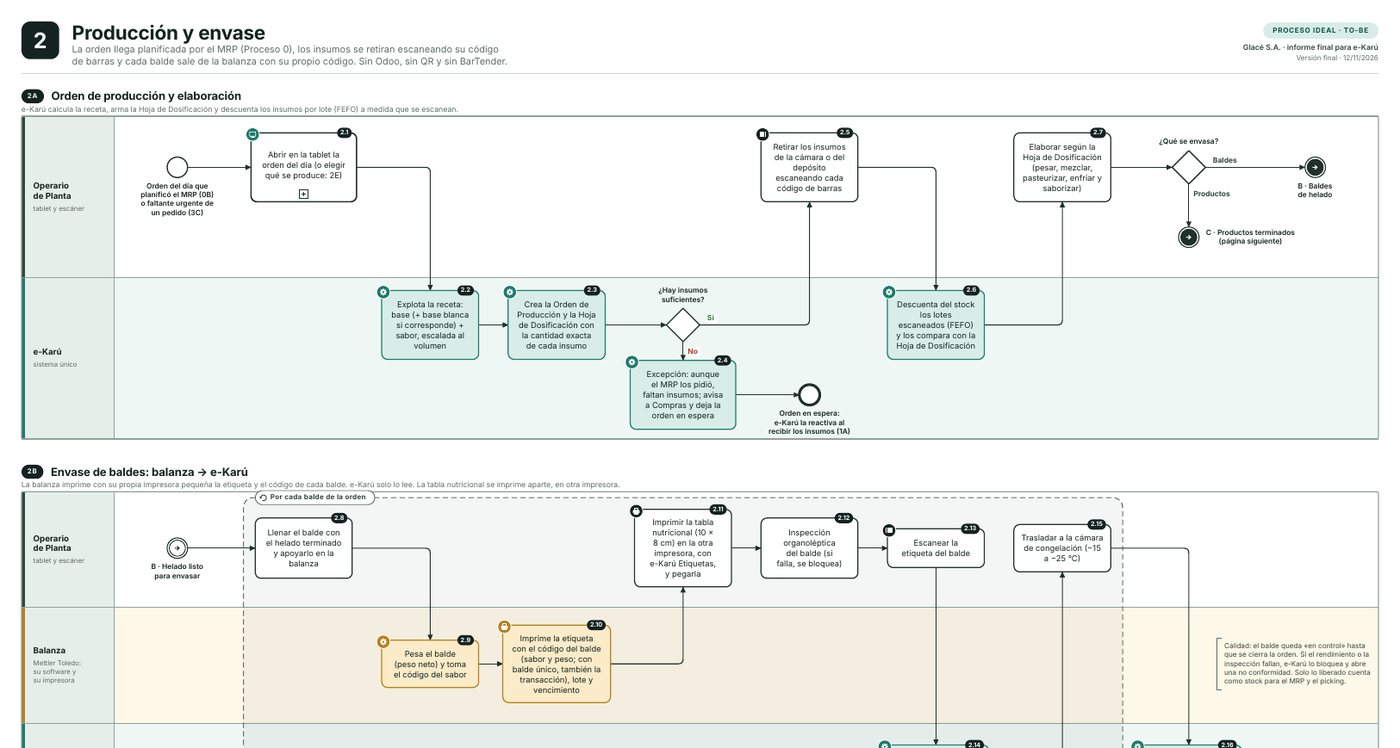 2
Producción y envase
La orden llega planificada por el MRP (Proceso 0), los insumos se retiran escaneando su código
de barras y cada balde sale de la balanza con su propio código. Sin Odoo, sin QR y sin BarTender.
PROCESO IDEAL · TO-BE
Glacé S.A. · informe final para e-Karú
Versión final · 12/11/2026
2A
Orden de producción y elaboración
e-Karú calcula la receta, arma la Hoja de Dosificación y descuenta los insumos por lote (FEFO) a medida que se escanean.
Operario
de Planta
tablet y escáner
Orden del día que
planificó el MRP (0B)
o faltante urgente de
un pedido (3C)
2.1
Abrir en la tablet la
orden del día (o elegir
qué se produce: 2E)
2.5
Retirar los insumos
de la cámara o del
depósito
escaneando cada
código de barras
2.7
Elaborar según la
Hoja de Dosificación
(pesar, mezclar,
pasteurizar, enfriar y
saborizar)
¿Qué se envasa?
Baldes
B · Baldes
de helado
Productos
C · Productos terminados
(página siguiente)
e-Karú
sistema único
2.2
Explota la receta:
base (+ base blanca
si corresponde) +
sabor, escalada al
volumen
2.3
Crea la Orden de
Producción y la Hoja
de Dosificación con
la cantidad exacta
de cada insumo
¿Hay insumos
suficientes?
Sí
No
2.4
Excepción: aunque
el MRP los pidió,
faltan insumos; avisa
a Compras y deja la
orden en espera
Orden en espera:
e-Karú la reactiva al
recibir los insumos (1A)
2.6
Descuenta del stock
los lotes
escaneados (FEFO)
y los compara con la
Hoja de Dosificación
2B
Envase de baldes: balanza → e-Karú
La balanza imprime con su propia impresora pequeña la etiqueta y el código de cada balde. e-Karú solo lo lee. La tabla nutricional se imprime aparte, en otra impresora.
Por cada balde de la orden
Operario
de Planta
tablet y escáner
B · Helado listo
para envasar
2.8
Llenar el balde con
el helado terminado
y apoyarlo en la
balanza
2.11
Imprimir la tabla
nutricional (10 ×
8 cm) en la otra
impresora, con
e-Karú Etiquetas,
y pegarla
2.12
Inspección
organoléptica
del balde (si
falla, se bloquea)
2.13
Escanear la
etiqueta del balde
2.15
Trasladar a la cámara
de congelación (−15
a −25 °C)
Balanza
Mettler Toledo:
su software y
su impresora
2.9
Pesa el balde
(peso neto) y toma
el código del sabor
2.10
Imprime la etiqueta
con el código del balde
(sabor y peso; con
balde único, también la
transacción), lote y
vencimiento
Calidad: el balde queda «en control» hasta
que se cierra la orden. Si el rendimiento o la
inspección fallan, e-Karú lo bloquea y abre
una no conformidad. Solo lo liberado cuenta
como stock para el MRP y el picking.
2.14
2.16